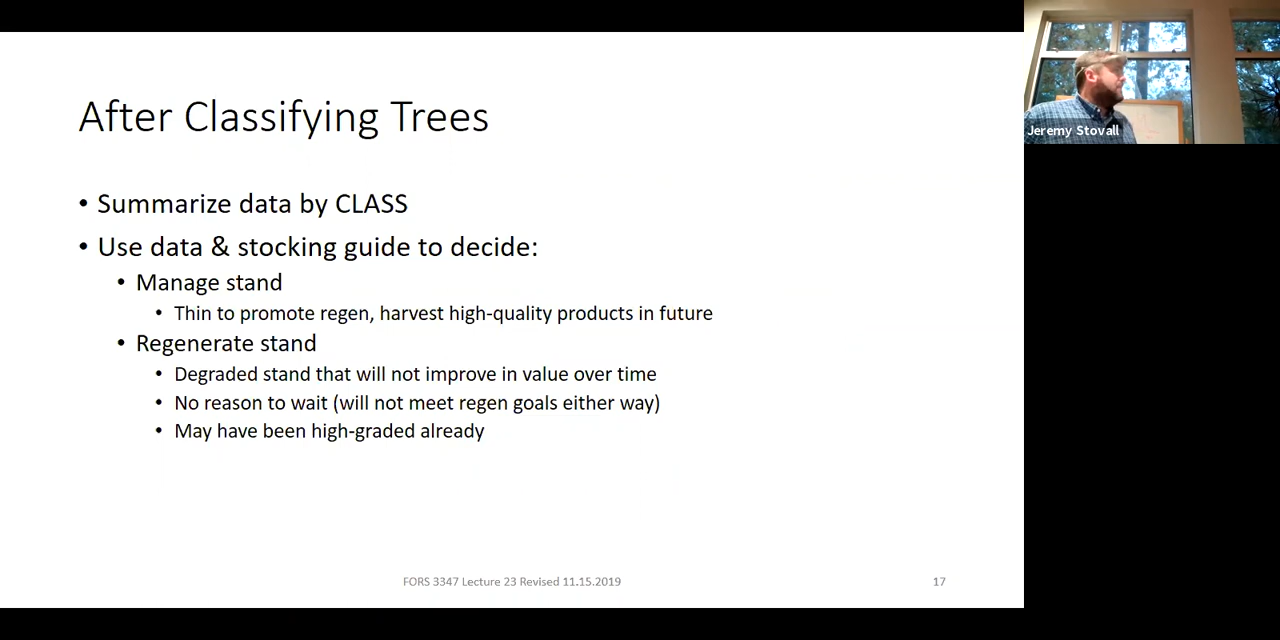 After Classifying Trees
• Summarize data by CLASS
• Use data & stocking guide to decide:
• Manage stand
• Thin to promote regen, harvest high-quality products in future
• Regenerate stand
• Degraded stand that will not improve in value over time
• No reason to wait (will not meet regen goals either way)
• May have been high-graded already
FORS 3347 Lecture 23 Revised 11.15.2019
17
Jeremy Stovall